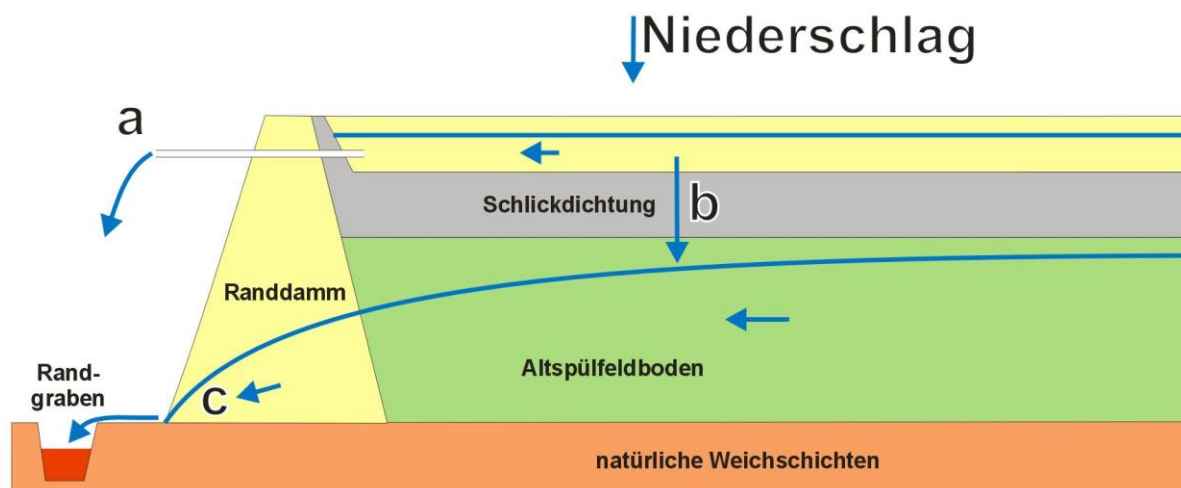 Niederschlag
a
Schlickdichtung
b
Randdamm
Altspülfeldboden
Rand-
graben
c
natürliche Weichschichten